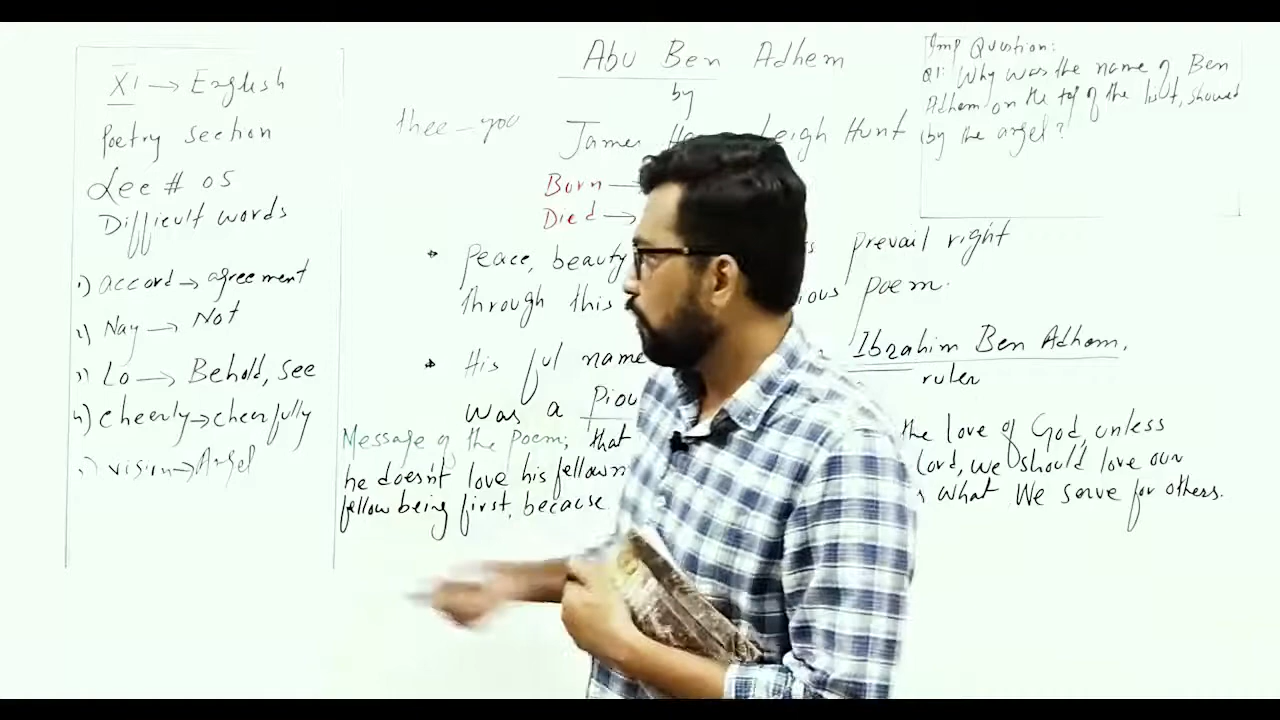 XI → English
Poetry section
Lec # 05
Difficult words
1) accord → agreement
2) Nay → Not
3) Lo → Behold, see
4) cheerly → cheerfully
5) vision → Angel
Abu Ben Adhem
by
thee – you
James Leigh Hunt
Born →
Died →
Peace, beauty prevail right
through this poem.
His ful name Ibrahim Ben Adham,
was a Piou ruler
Message of the Poem; that the love of God, unless
he doesn't love his fellow Lord, we should love our
fellow being first, because what We serve for others.
Imp Question:
Q1: Why was the name of Ben
Adhem on the top of the list, showed
by the angel?